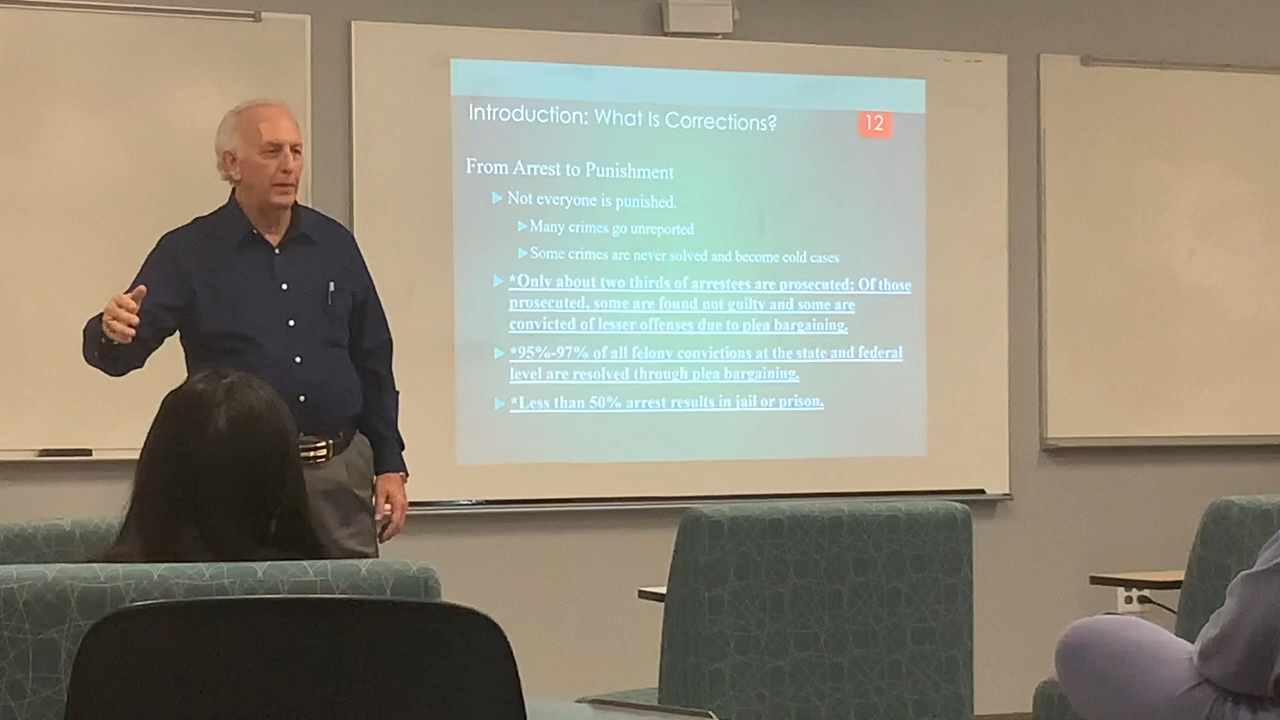 Introduction: What Is Corrections?
12
From Arrest to Punishment
Not everyone is punished.
Many crimes go unreported
Some crimes are never solved and become cold cases
*Only about two thirds of arrestees are prosecuted: Of those
prosecuted, some are found not guilty and some are
convicted of lesser offenses due to plea bargaining.
*95%-97% of all felony convictions at the state and federal
level are resolved through plea bargaining.
*Less than 50% arrest results in jail or prison.